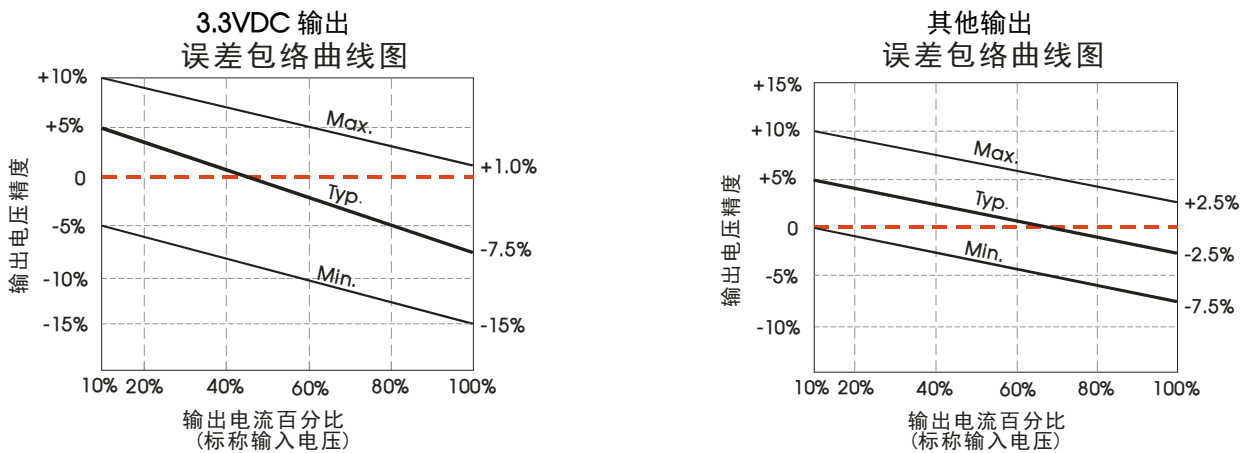 3.3VDC 输出
误差包络曲线图
+10%
+5%
0
-5%
-10%
-15%
输出电压精度
Max.
Typ.
Min.
+1.0%
-7.5%
-15%
10% 20% 40% 60% 80% 100%
输出电流百分比
(标称输入电压)
其他输出
误差包络曲线图
+15%
+10%
+5%
0
-5%
-10%
输出电压精度
Max.
Typ.
Min.
+2.5%
-2.5%
-7.5%
10% 20% 40% 60% 80% 100%
输出电流百分比
(标称输入电压)